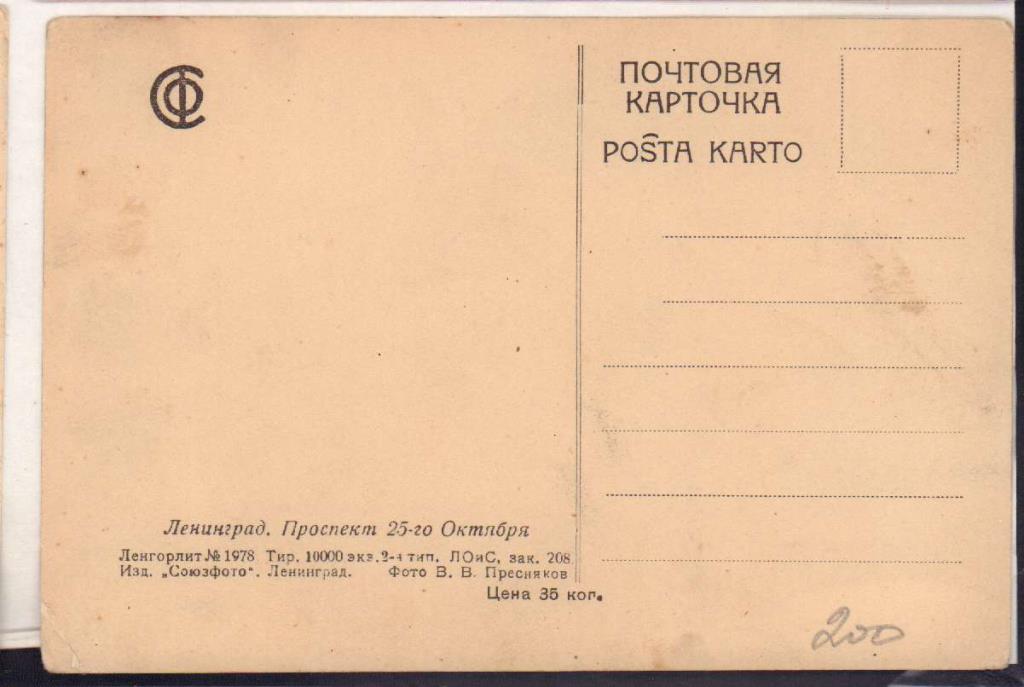 СФ
ПОЧТОВАЯ
КАРТОЧКА
POŜTA KARTO
Ленинград. Проспект 25-го Октября
Ленгорлит № 1978 Тир. 10000 экз. 2-я тип. ЛОиС, зак. 208
Изд. „Союзфото“. Ленинград. Фото В. В. Пресняков
Цена 35 коп.
200